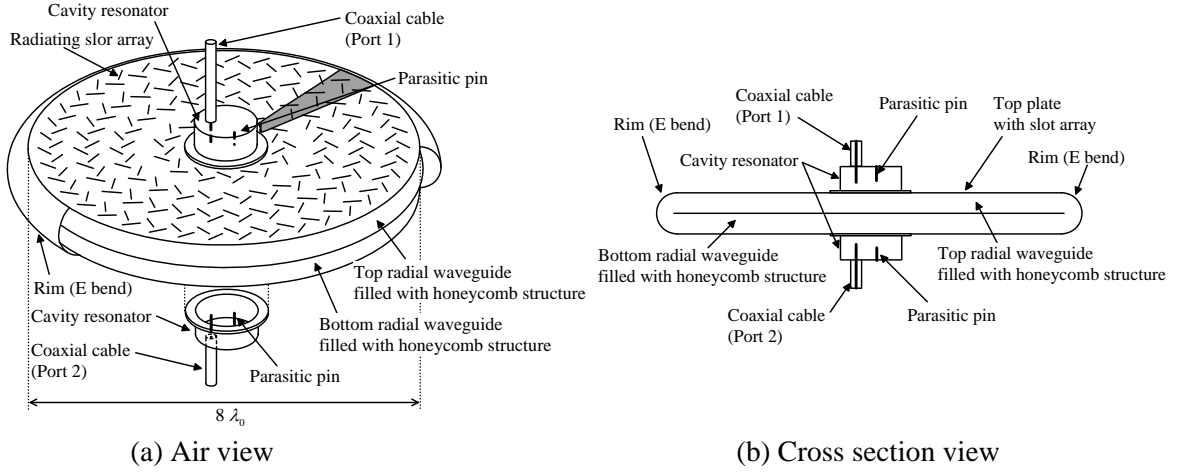 Cavity resonator
Radiating slor array
Coaxial cable
(Port 1)
Parasitic pin
Top radial waveguide
filled with honeycomb structure
Rim (E bend)
Cavity resonator
Bottom radial waveguide
filled with honeycomb structure
Coaxial cable
(Port 2)
Parasitic pin
8 λ₀
(a) Air view
Coaxial cable
(Port 1)
Parasitic pin
Top plate
with slot array
Rim (E bend)
Cavity resonator
Rim (E bend)
Bottom radial waveguide
filled with honeycomb structure
Top radial waveguide
filled with honeycomb structure
Coaxial cable
(Port 2)
Parasitic pin
(b) Cross section view